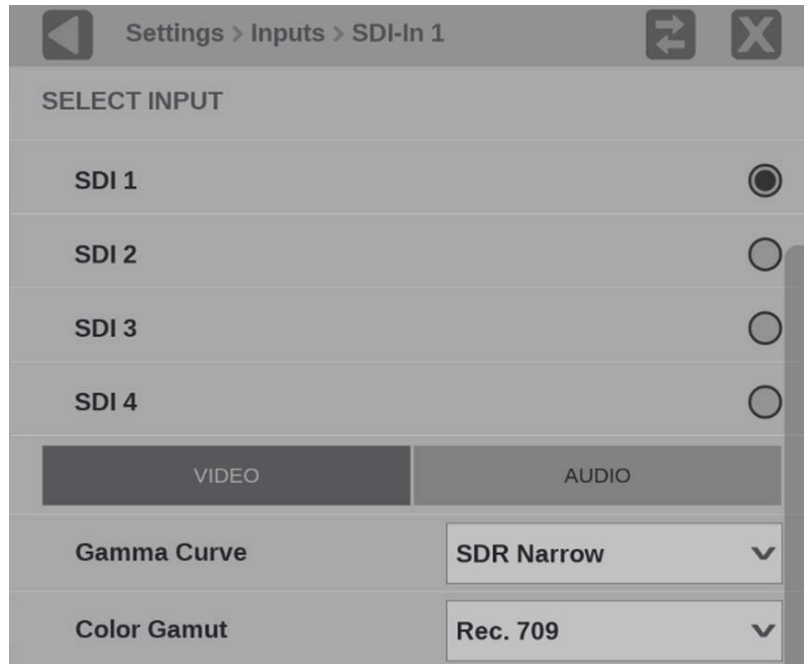 Settings > Inputs > SDI-In 1
SELECT INPUT
SDI 1
SDI 2
SDI 3
SDI 4
VIDEO AUDIO
Gamma Curve SDR Narrow
Color Gamut Rec. 709